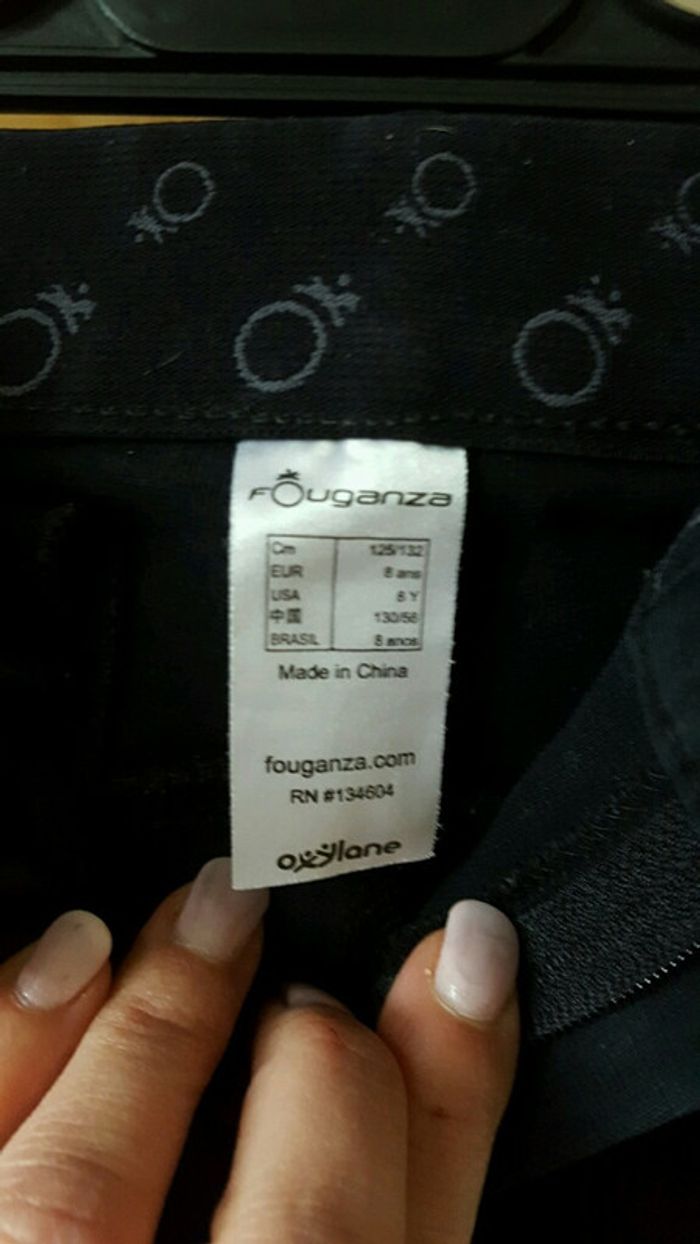 FOuganza
Cm 125/132
EUR 8 ans
USA 8 Y
中国 130/56
BRASIL 8 anos
Made in China
fouganza.com
RN #134604
oxylane